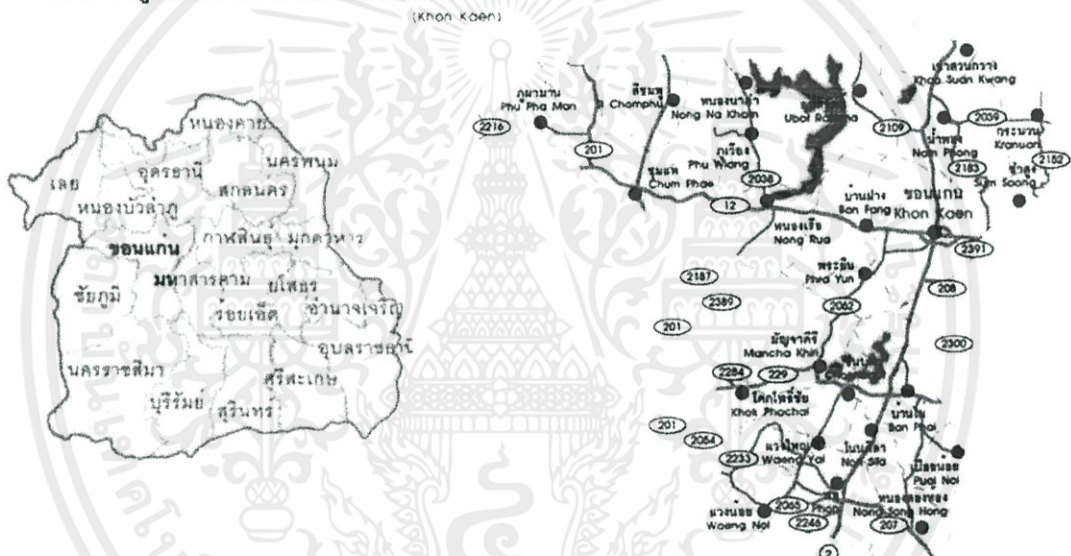 (Khon Kaen)
หนองคาย
เลย
อุดรธานี
นครพนม
สกลนคร
หนองบัวลำภู
ขอนแก่น
กาฬสินธุ์
มุกดาหาร
มหาสารคาม
ยโสธร
ชัยภูมิ
ร้อยเอ็ด
อำนาจเจริญ
อุบลราชธานี
นครราชสีมา
ศรีสะเกษ
บุรีรัมย์
สุรินทร์
เขาสวนกวาง
Khao Suan Kwang
ภูผาม่าน
Phu Pha Man
สีชมพู
Chomphu
หนองนาคำ
Nong Na Kham
Ubol Ratana
2216
201
2109
2039
น้ำพอง
Nam Phong
กระนวน
Kranuan
2183
2152
ซำสูง
Sum Soong
ภูเวียง
Phu Wiang
2038
ชุมแพ
Chum Phae
12
บ้านฝาง
Ban Fang
ขอนแก่น
Khon Kaen
หนองเรือ
Nong Rua
2391
พระยืน
Phra Yun
2187
2389
2062
208
201
2300
มัญจาคีรี
Mancha Khiri
2284
229
โคกโพธิ์ชัย
Khok Phochai
บ้านไผ่
Ban Phai
201
2054
2233
แวงใหญ่
Waeng Yai
โนนศิลา
Non Sila
เปือยน้อย
Puai Noi
แวงน้อย
Waeng Noi
2065
Phon
2246
หนองสองห้อง
Nong Song Hong
207
2